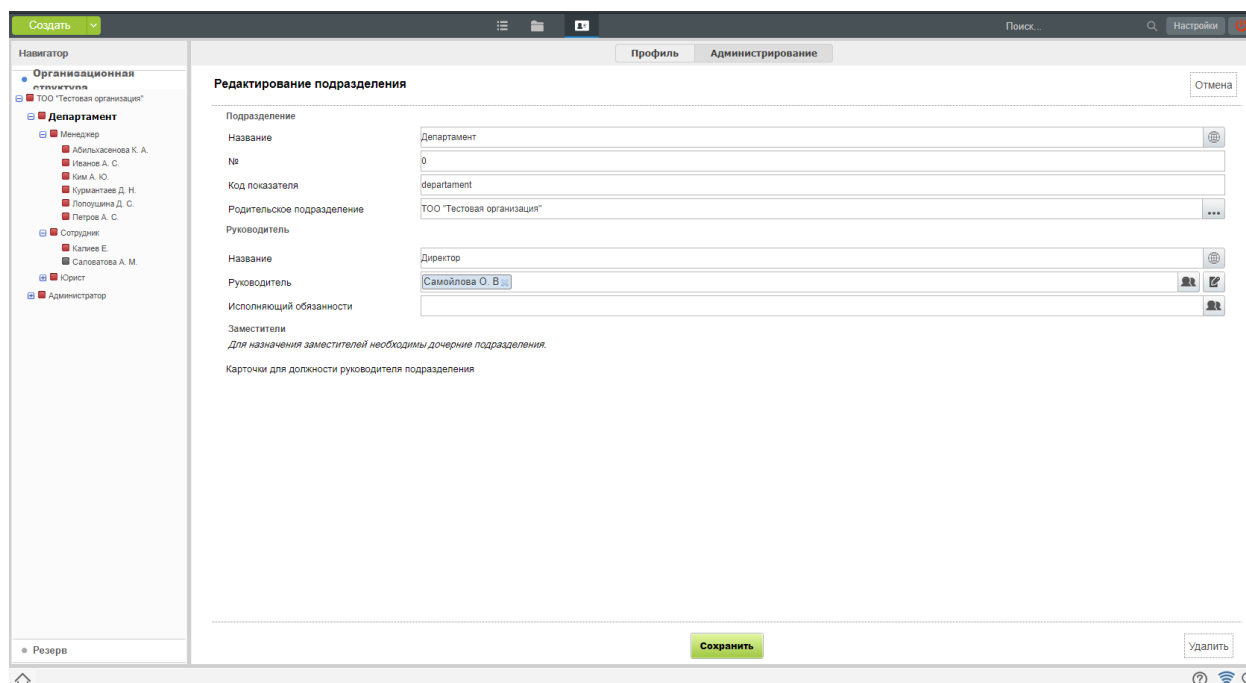 Создать
Поиск...
Настройки
Навигатор
Профиль
Администрирование
Организационная
структура
ТОО "Тестовая организация"
Департамент
Менеджер
Абильхасенова К. А.
Иванов А. С.
Ким А. Ю.
Курмантаев Д. Н.
Лопоушина Д. С.
Петров А. С.
Сотрудник
Калиев Е.
Саловатова А. М.
Юрист
Администратор
Резерв
Редактирование подразделения
Отмена
Подразделение
Название Департамент
№ 0
Код показателя departament
Родительское подразделение ТОО "Тестовая организация" ...
Руководитель
Название Директор
Руководитель Самойлова О. В
Исполняющий обязанности
Заместители
Для назначения заместителей необходимы дочерние подразделения.
Карточки для должности руководителя подразделения
Сохранить
Удалить